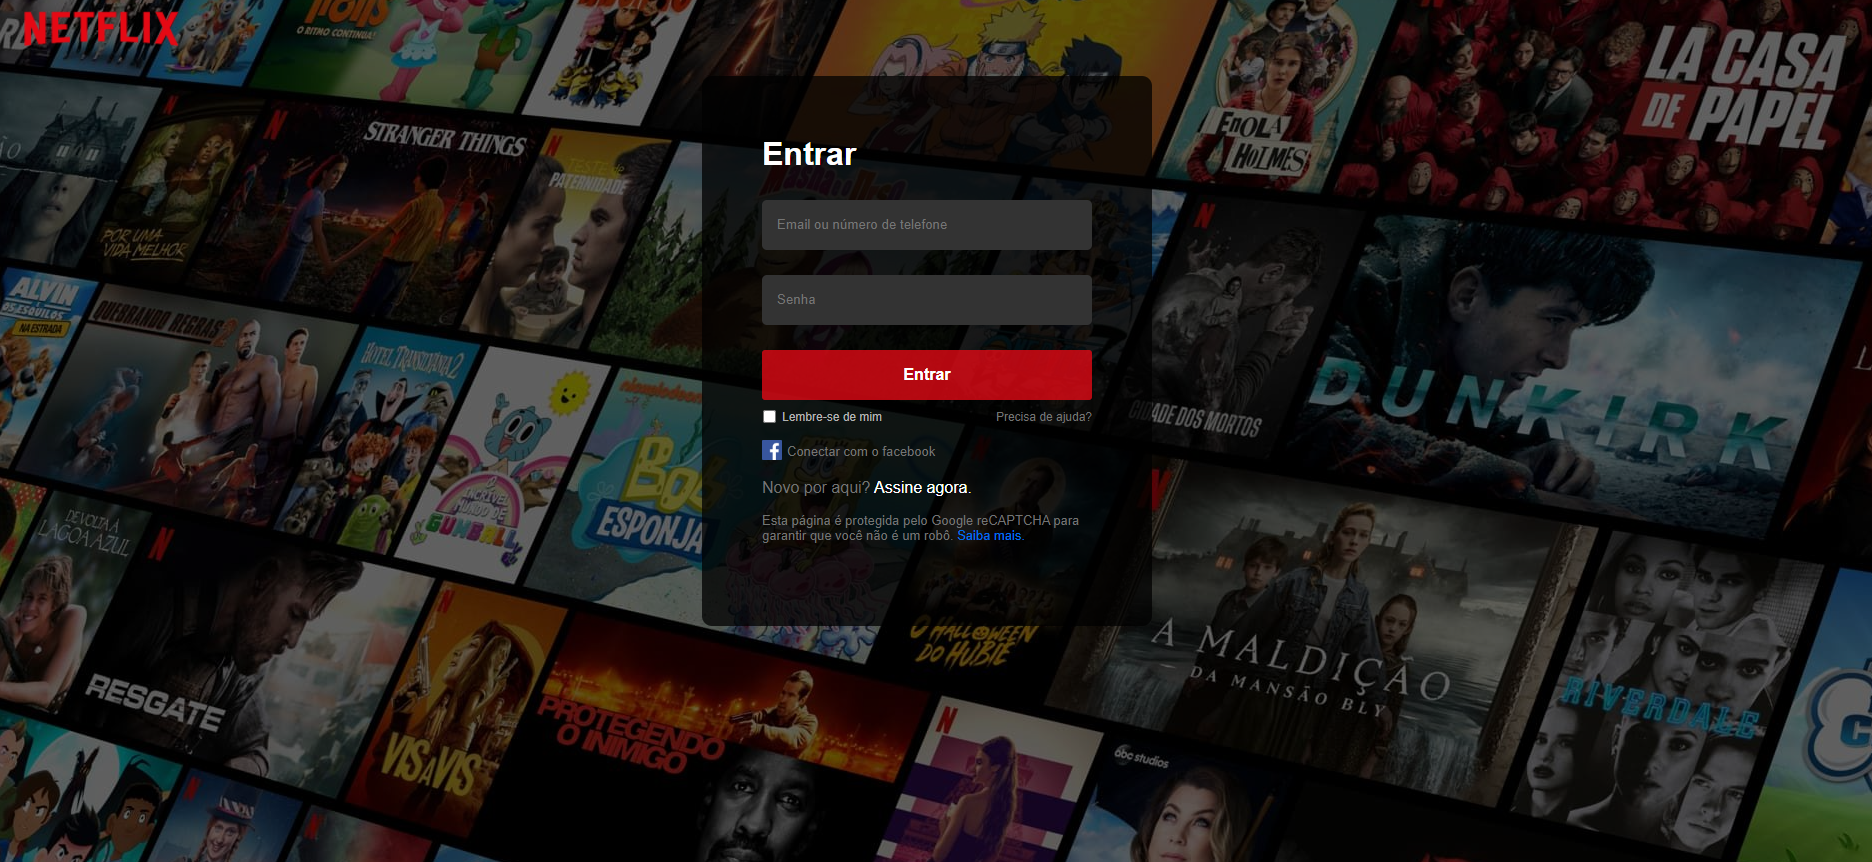 NETFLIX
O RITMO CONTINUA!
LA CASA
DE PAPEL
STRANGER THINGS
ENOLA
HOLMES
TESTE DE
PATERNIDADE
POR UMA
VIDA MELHOR
Entrar
Email ou número de telefone
Senha
Entrar
Lembre-se de mim
Precisa de ajuda?
Conectar com o facebook
Novo por aqui? Assine agora.
Esta página é protegida pelo Google reCAPTCHA para
garantir que você não é um robô. Saiba mais.
ALVIN
E OS ESQUILOS
NA ESTRADA
QUEBRANDO REGRAS 2
HOTEL TRANSILVÂNIA 2
nickelodeon
CIDADE DOS MORTOS
DUNKIRK
O
INCRÍVEL
MUNDO DE
GUMBALL
BOB
ESPONJA
DE VOLTA À
LAGOA AZUL
RESGATE
VIS A VIS
PROTEGENDO
O INIMIGO
O HALLOWEEN
DO HUBIE
A MALDIÇÃO
DA MANSÃO BLY
RIVERDALE
abc studios